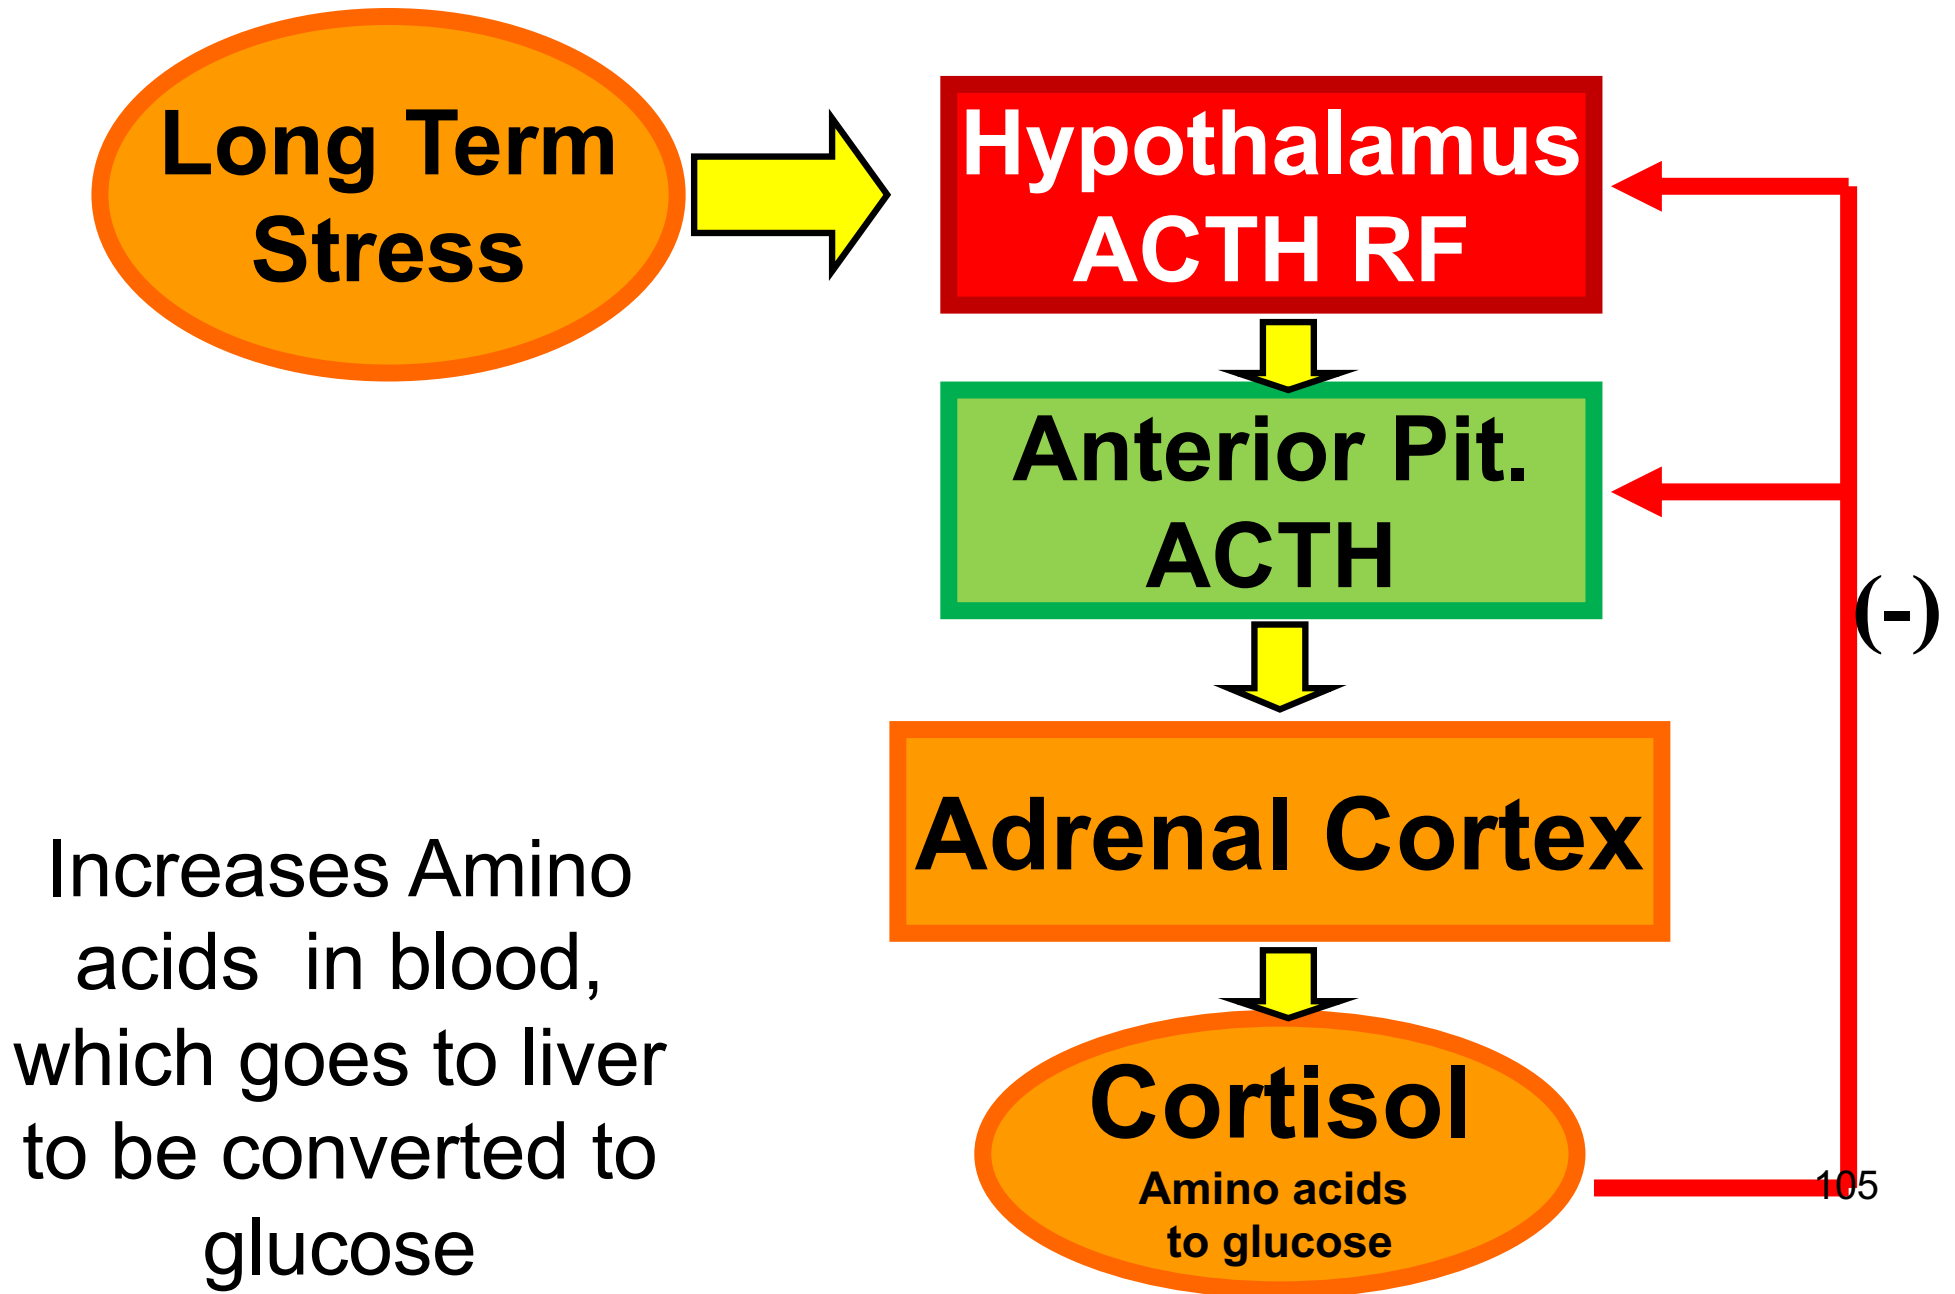 Long Term
Stress
Hypothalamus
ACTH RF
Anterior Pit.
ACTH
(-)
Adrenal Cortex
Increases Amino
acids  in blood,
which goes to liver
to be converted to
glucose
Cortisol
Amino acids
to glucose
105